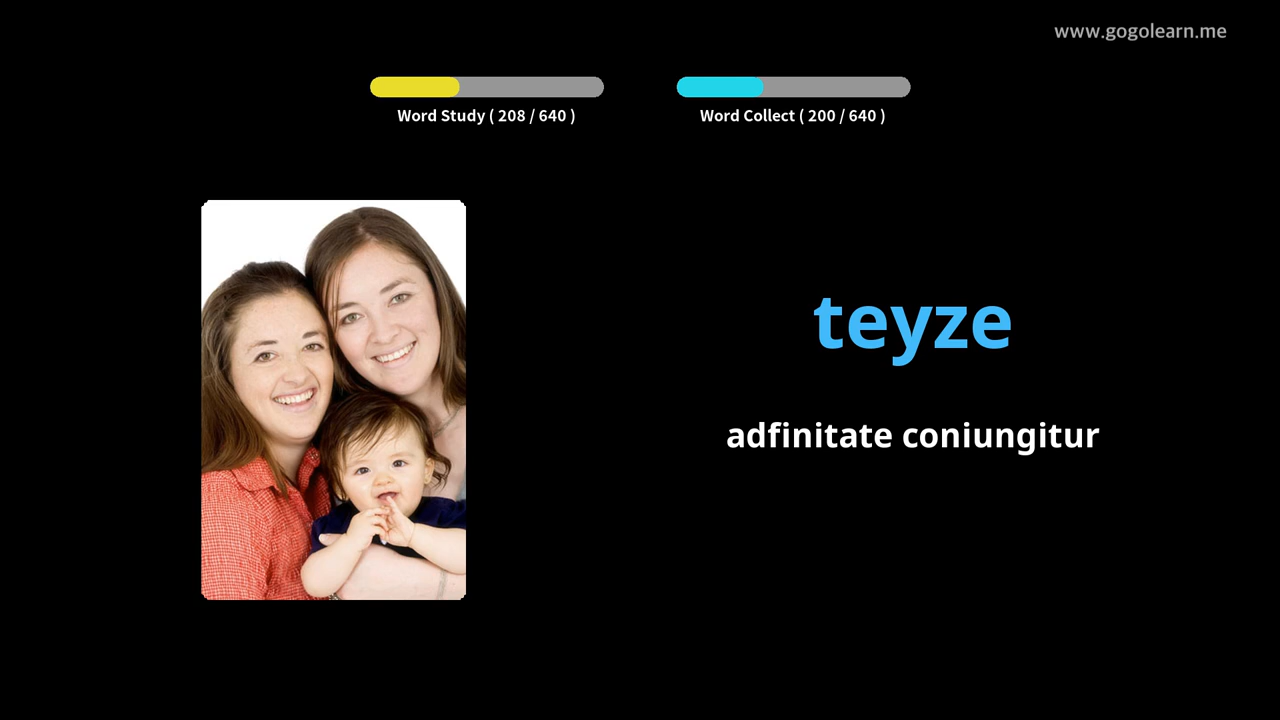 www.gogolearn.me
Word Study ( 208 / 640 )
Word Collect ( 200 / 640 )
teyze
adfinitate coniungitur